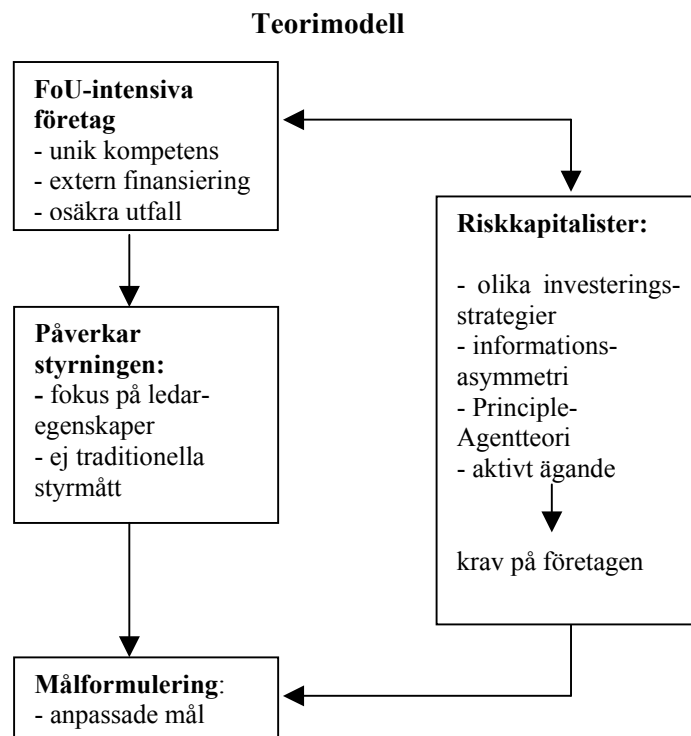 Teorimodell
FoU-intensiva
företag
- unik kompetens
- extern finansiering
- osäkra utfall
Påverkar
styrningen:
- fokus på ledar-
egenskaper
- ej traditionella
styrmått
Riskkapitalister:
- olika investerings-
strategier
- informations-
asymmetri
- Principle-
Agentteori
- aktivt ägande
krav på företagen
Målformulering:
- anpassade mål